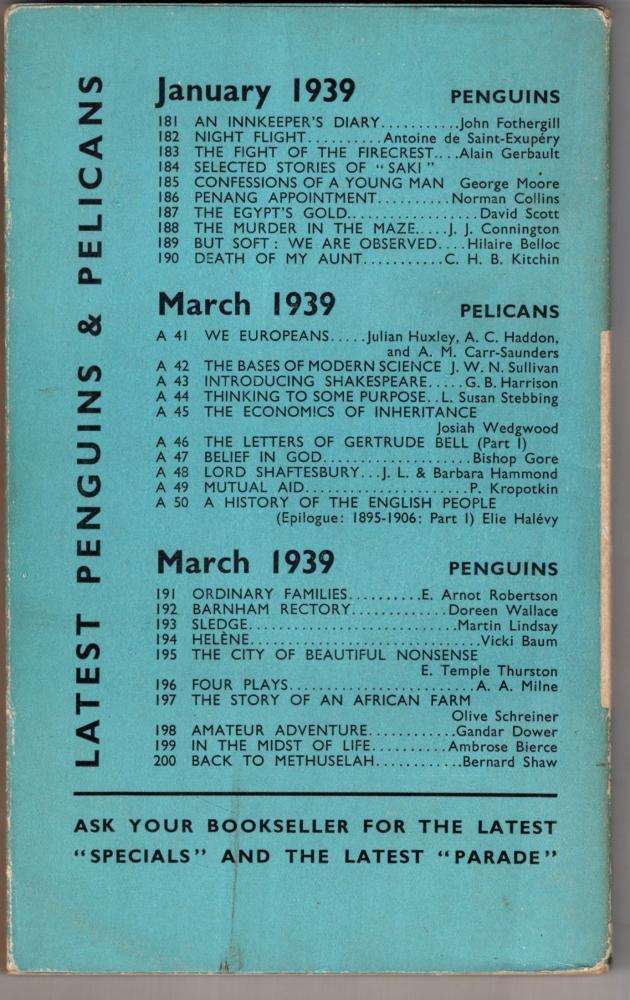 LATEST PENGUINS & PELICANS
January 1939 PENGUINS
181 AN INNKEEPER'S DIARY...........John Fothergill
182 NIGHT FLIGHT..........Antoine de Saint-Exupéry
183 THE FIGHT OF THE FIRECREST....Alain Gerbault
184 SELECTED STORIES OF "SAKI"
185 CONFESSIONS OF A YOUNG MAN George Moore
186 PENANG APPOINTMENT..........Norman Collins
187 THE EGYPT'S GOLD.................David Scott
188 THE MURDER IN THE MAZE.....J. J. Connington
189 BUT SOFT : WE ARE OBSERVED....Hilaire Belloc
190 DEATH OF MY AUNT...........C. H. B. Kitchin
March 1939 PELICANS
A 41 WE EUROPEANS.....Julian Huxley, A. C. Haddon,
and A. M. Carr-Saunders
A 42 THE BASES OF MODERN SCIENCE J. W. N. Sullivan
A 43 INTRODUCING SHAKESPEARE.....G. B. Harrison
A 44 THINKING TO SOME PURPOSE..L. Susan Stebbing
A 45 THE ECONOMICS OF INHERITANCE
Josiah Wedgwood
A 46 THE LETTERS OF GERTRUDE BELL (Part I)
A 47 BELIEF IN GOD....................Bishop Gore
A 48 LORD SHAFTESBURY...J. L. & Barbara Hammond
A 49 MUTUAL AID......................P. Kropotkin
A 50 A HISTORY OF THE ENGLISH PEOPLE
(Epilogue: 1895-1906: Part I) Elie Halévy
March 1939 PENGUINS
191 ORDINARY FAMILIES..........E. Arnot Robertson
192 BARNHAM RECTORY.............Doreen Wallace
193 SLEDGE............................Martin Lindsay
194 HELÈNE...............................Vicki Baum
195 THE CITY OF BEAUTIFUL NONSENSE
E. Temple Thurston
196 FOUR PLAYS.........................A. A. Milne
197 THE STORY OF AN AFRICAN FARM
Olive Schreiner
198 AMATEUR ADVENTURE............Gandar Dower
199 IN THE MIDST OF LIFE..........Ambrose Bierce
200 BACK TO METHUSELAH............Bernard Shaw
ASK YOUR BOOKSELLER FOR THE LATEST
"SPECIALS" AND THE LATEST "PARADE"